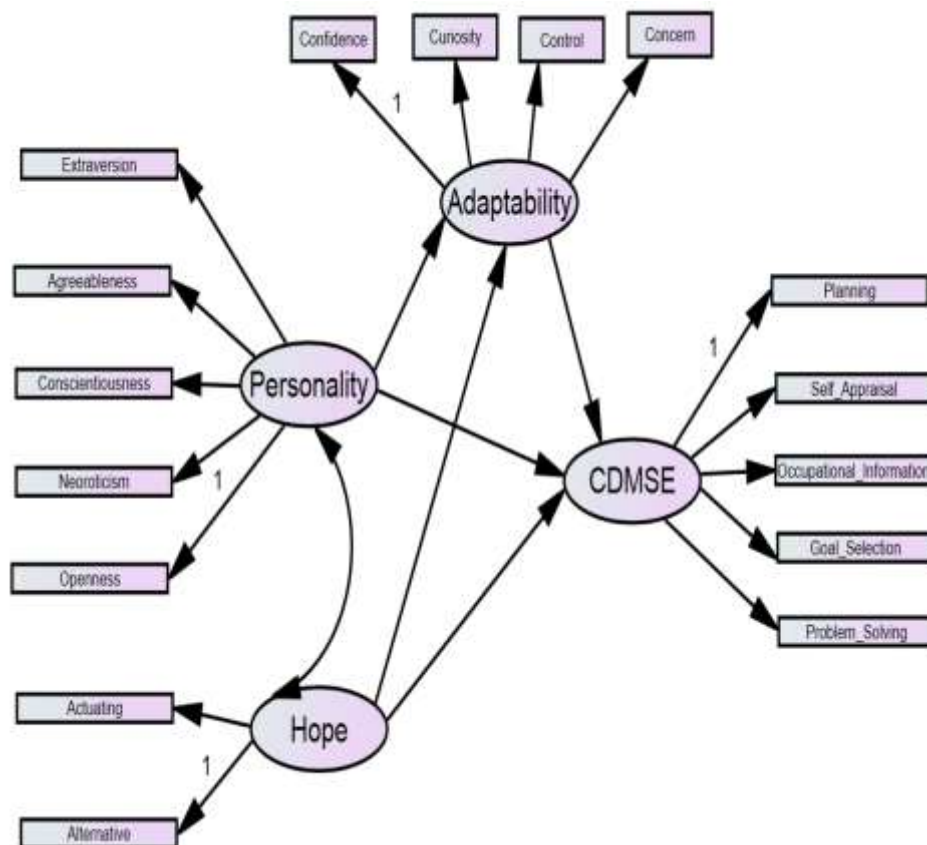 Confidence
Curiosity
Control
Concern
1
Adaptability
Extraversion
Agreeableness
Conscientiousness
Neoroticism
1
Openness
Personality
Planning
1
Self_Appraisal
Occupational_Information
Goal_Selection
Problem_Solving
CDMSE
Actuating
1
Alternative
Hope